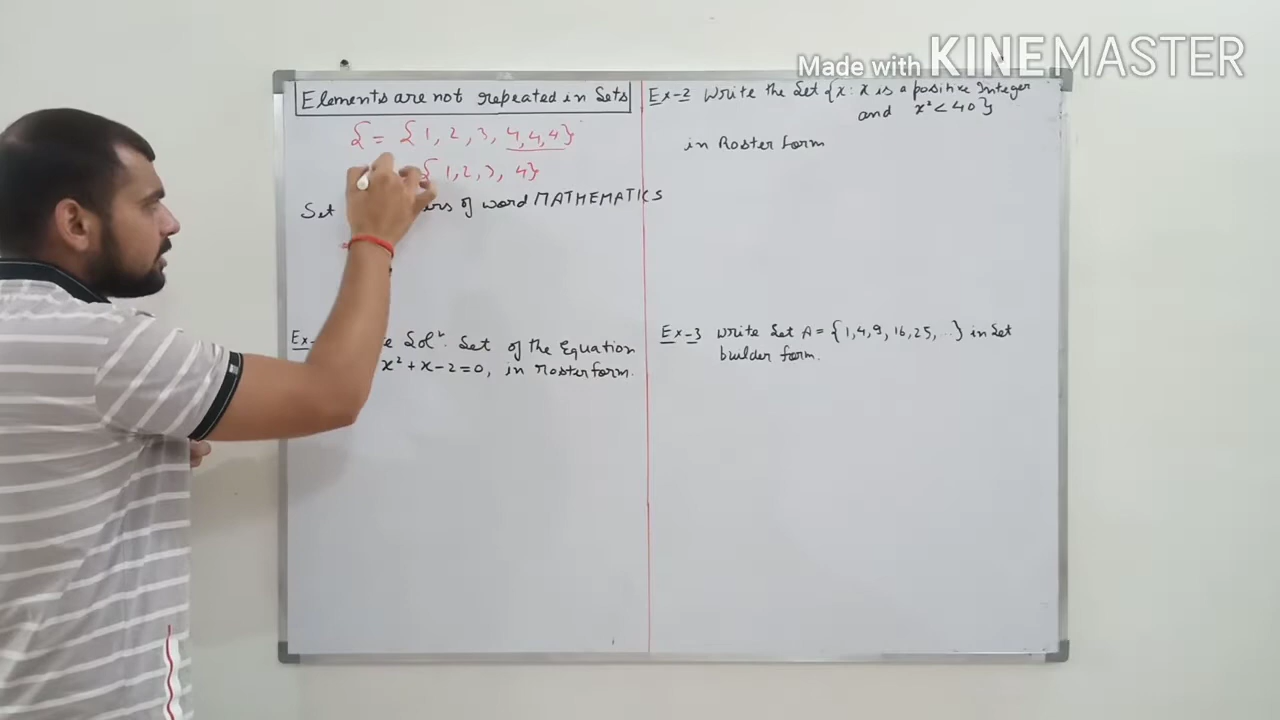 Made with KINEMASTER
Elements are not repeated in Sets
S = {1, 2, 3, 4, 4, 4}
{1, 2, 3, 4}
Set of word MATHEMATICS
Ex- Solⁿ. Set of the Equation
x² + x - 2 = 0, in roster form.
Ex-2 Write the Set {x : x is a positive Integer
and x² < 40}
in Roster form
Ex-3 Write Set A = {1, 4, 9, 16, 25, ...} in Set
builder form.